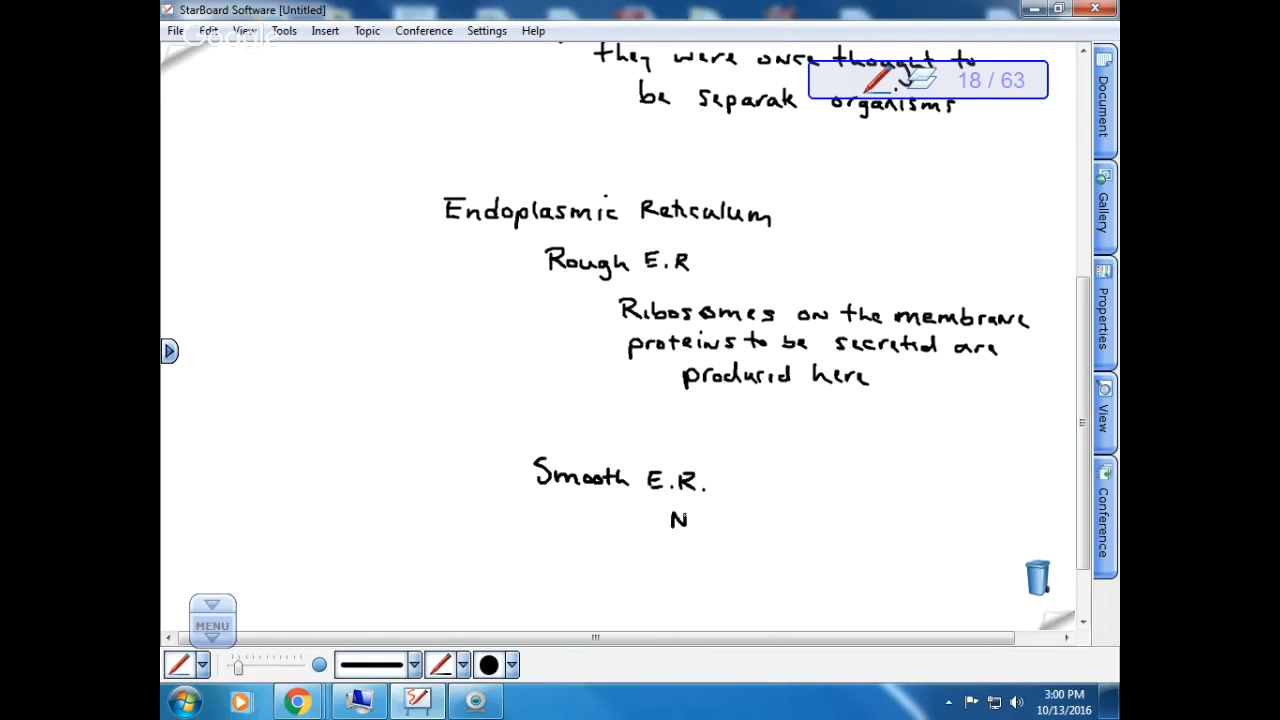 StarBoard Software [Untitled]
File Edit View Tools Insert Topic Conference Settings Help
Google
they were once thought to
18 / 63
be separate organisms
Endoplasmic Reticulum
Rough E.R
Ribosomes on the membrane
proteins to be secreted are
produced here
Smooth E.R.
N
Document
Gallery
Properties
View
Conference
MENU
3:00 PM
10/13/2016